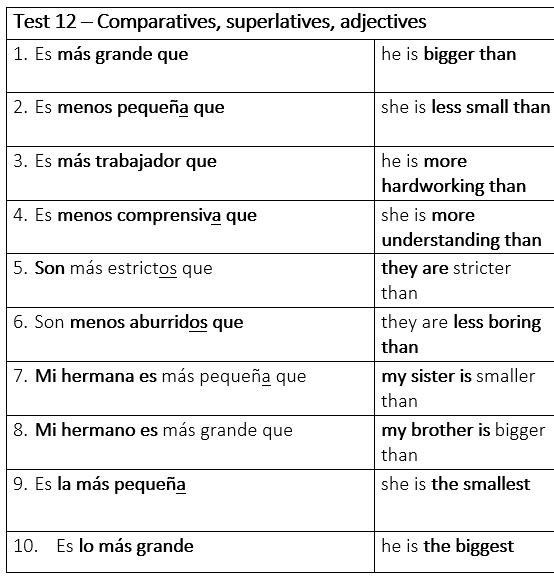 Test 12 – Comparatives, superlatives, adjectives
1. Es más grande que
he is bigger than
2. Es menos pequeña que
she is less small than
3. Es más trabajador que
he is more
hardworking than
4. Es menos comprensiva que
she is more
understanding than
5. Son más estrictos que
they are stricter
than
6. Son menos aburridos que
they are less boring
than
7. Mi hermana es más pequeña que
my sister is smaller
than
8. Mi hermano es más grande que
my brother is bigger
than
9. Es la más pequeña
she is the smallest
10. Es lo más grande
he is the biggest